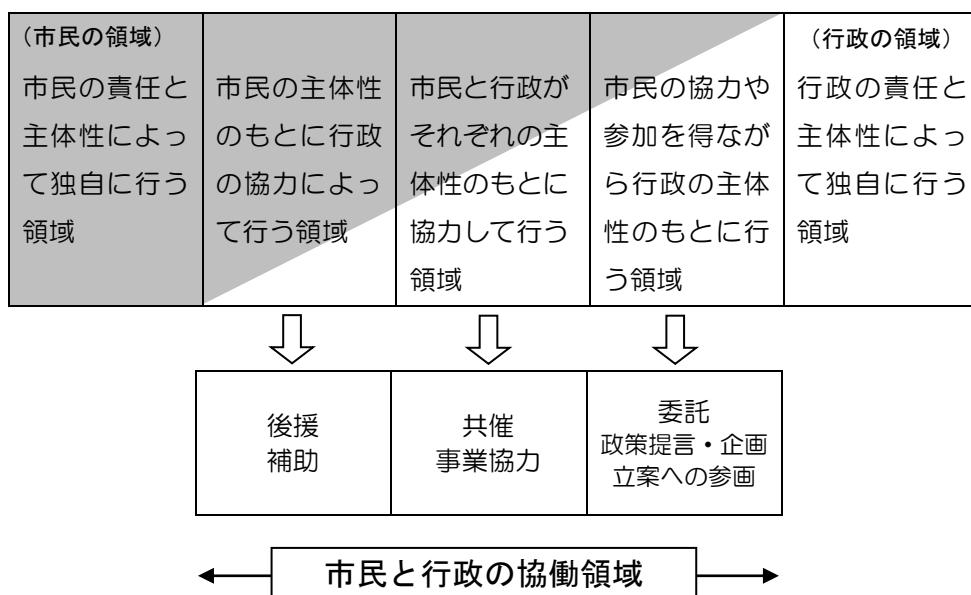 (市民の領域)
市民の責任と
主体性によっ
て独自に行う
領域
市民の主体性
のもとに行政
の協力によっ
て行う領域
市民と行政が
それぞれの主
体性のもとに
協力して行う
領域
市民の協力や
参加を得なが
ら行政の主体
性のもとに行
う領域
(行政の領域)
行政の責任と
主体性によっ
て独自に行う
領域
後援
補助
共催
事業協力
委託
政策提言・企画
立案への参画
市民と行政の協働領域